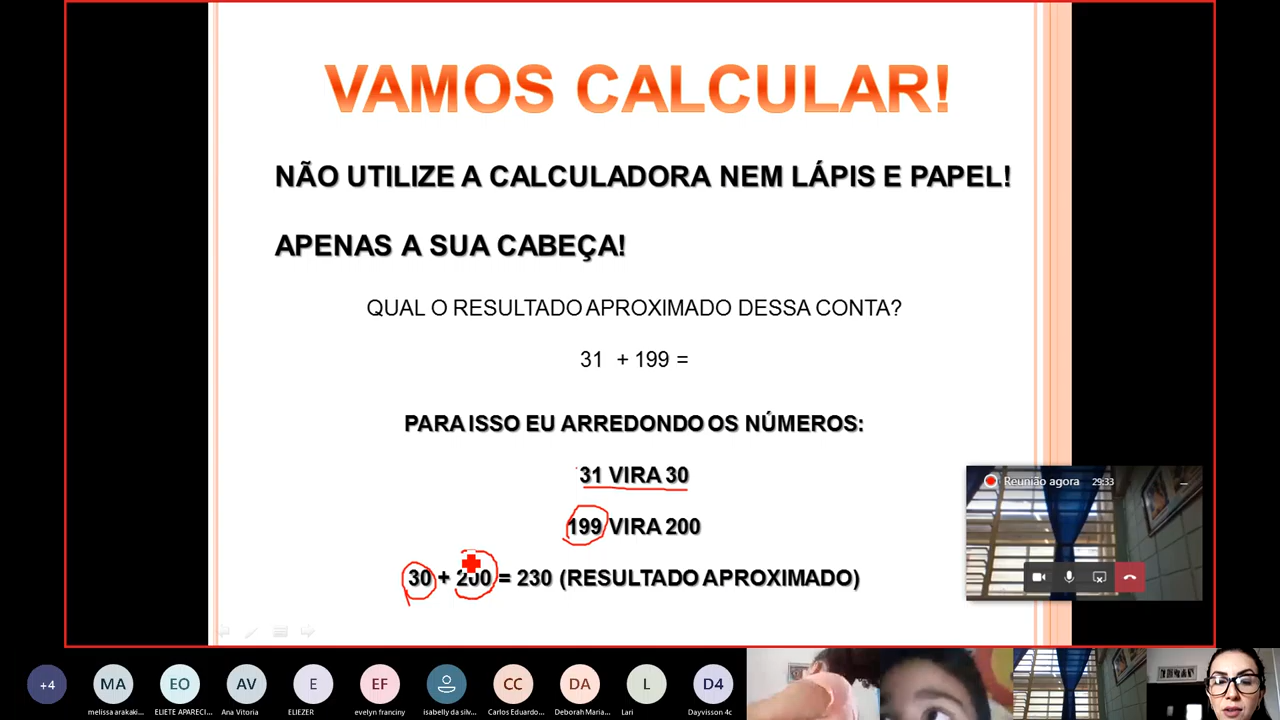 VAMOS CALCULAR!
NÃO UTILIZE A CALCULADORA NEM LÁPIS E PAPEL!
APENAS A SUA CABEÇA!
QUAL O RESULTADO APROXIMADO DESSA CONTA?
31 + 199 =
PARA ISSO EU ARREDONDO OS NÚMEROS:
31 VIRA 30
199 VIRA 200
30 + 200 = 230 (RESULTADO APROXIMADO)
Reunião agora 29:33
+4 MA EO AV E EF CC DA L D4
melissa arakaki... ELIETE APARECI... Ana Vitoria ELIEZER evelyn franciny isabelly da silv... Carlos Eduardo... Deborah Maria... Lari Dayvisson 4c